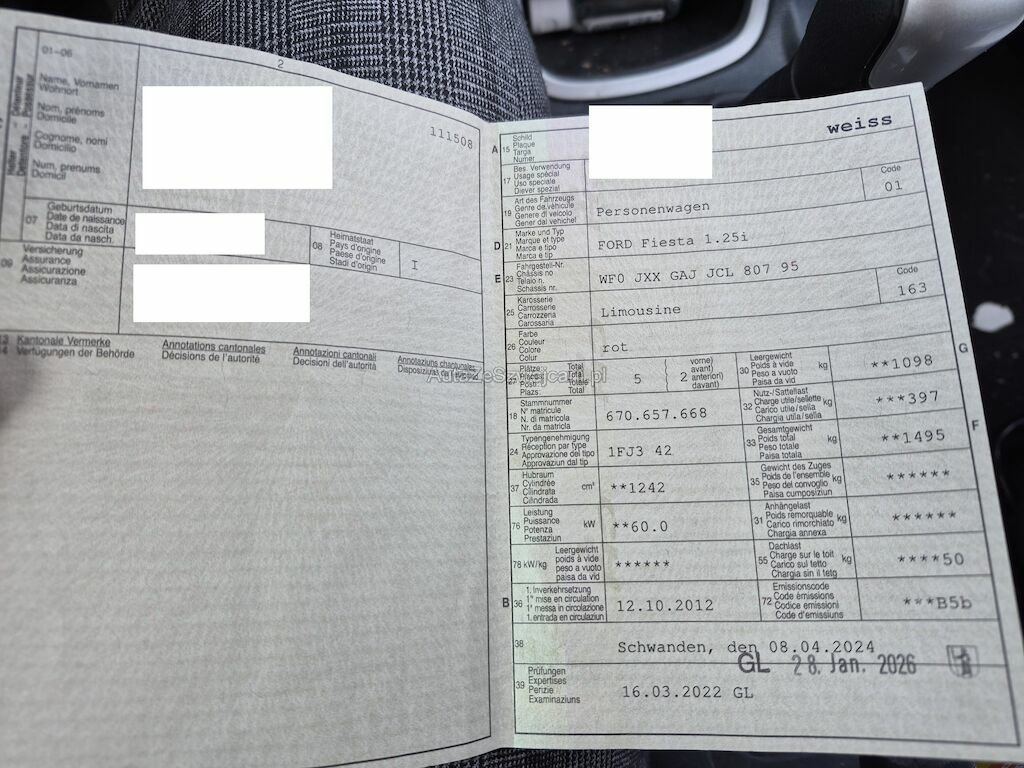 2
01-06
Halter
Détenteur
Name, Vornamen
Wohnort
Nom, prénoms
Domicile
Cognome, nomi
Domicilio
Num, prenums
Domicil
111508
07
Geburtsdatum
Date de naissance
Data di nascita
Data da nasch.
08
Heimatstaat
Pays d'origine
Paese d'origine
Stadi d'origin
I
09
Versicherung
Assurance
Assicurazione
Assicuranza
13
14
Kantonale Vermerke
Verfügungen der Behörde
Annotations cantonales
Décisions de l'autorité
Annotazioni cantonali
Decisioni dell'autorità
Annotaziuns chantunales
AutaZeSzwajcarii.pl
A 15
Schild
Plaque
Targa
Numer
weiss
17
Bes. Verwendung
Usage spécial
Uso speciale
Diever spezial
19
Art des Fahrzeugs
Genre de véhicule
Genere di veicolo
Gener dal vehichel
Personenwagen
Code
01
D 21
Marke und Typ
Marque et type
Marca e tipo
Marca e tip
FORD Fiesta 1.25i
E 23
Fahrgestell-Nr.
Châssis no
Telaio n.
Schassis nr.
WF0 JXX GAJ JCL 807 95
25
Karosserie
Carrosserie
Carrozzeria
Carossaria
Limousine
Code
163
26
Farbe
Couleur
Colore
Colur
rot
27
Plätze: Total
Places: Total
Posti: Totale
Plazs: Total
5
( 2
vorne)
avant)
anteriori)
davant)
G
30
Leergewicht
Poids à vide
Peso a vuoto
Paisa da vid
kg
**1098
18
Stammnummer
N° matricule
N. di matricola
Nr. da matricla
670.657.668
32
Nutz-/Sattellast
Charge utile/sellette
Carico utile/sella
Chargia utila/sella
kg
***397
24
Typengenehmigung
Réception par type
Approvazione del tipo
Approvaziun dal tip
1FJ3 42
F
33
Gesamtgewicht
Poids total
Peso totale
Paisa totala
kg
**1495
37
Hubraum
Cylindrée
Cilindrata
Cilindrada
cm³
**1242
35
Gewicht des Zuges
Poids de l'ensemble
Peso del convoglio
Paisa cumposiziun
kg
******
76
Leistung
Puissance
Potenza
Prestaziun
kW
**60.0
31
Anhängelast
Poids remorquable
Carico rimorchiato
Chargia annexa
kg
******
78 kW/kg
Leergewicht
poids à vide
peso a vuoto
paisa da vid
******
55
Dachlast
Charge sur le toit
Carico sul tetto
Chargia sin il tetg
kg
****50
B 36
1. Inverkehrsetzung
1re mise en circulation
1a messa in circolazione
1. entrada en circulaziun
12.10.2012
72
Emissionscode
Code émissions
Codice emissioni
Code d'emissiuns
***B5b
38
Schwanden, den 08.04.2024
GL 28. Jan. 2026
39
Prüfungen
Expertises
Perizie
Examinaziuns
16.03.2022 GL